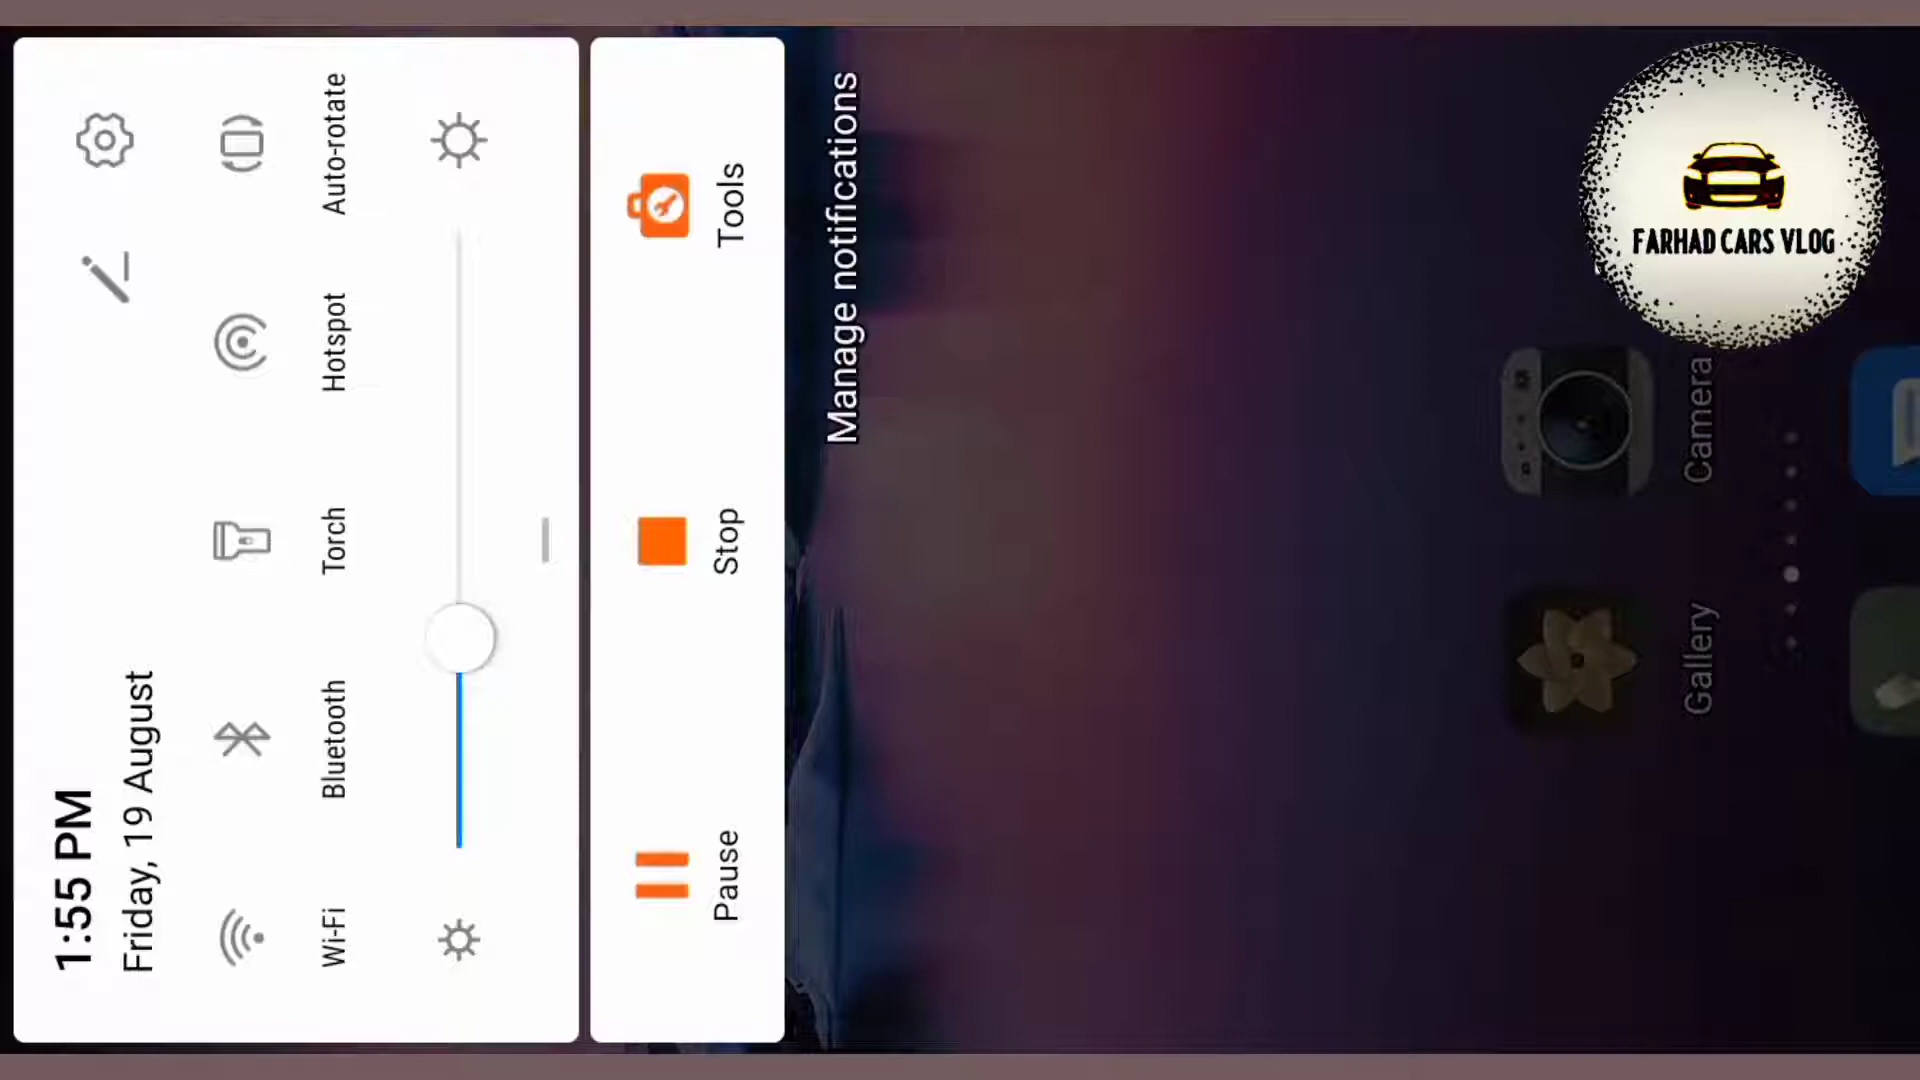 1:55 PM
Friday, 19 August
Wi-Fi
Bluetooth
Torch
Hotspot
Auto-rotate
Pause
Stop
Tools
Manage notifications
Gallery
Camera
FARHAD CARS VLOG